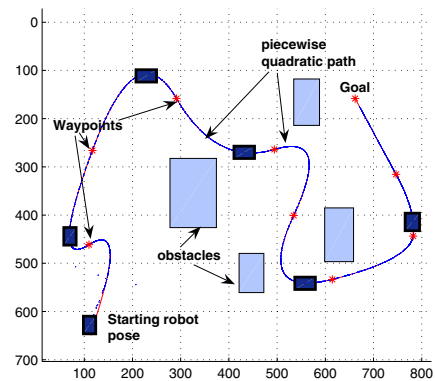 piecewise
quadratic path
Goal
Waypoints
obstacles
Starting robot
pose
0
100
200
300
400
500
600
700
100 200 300 400 500 600 700 800